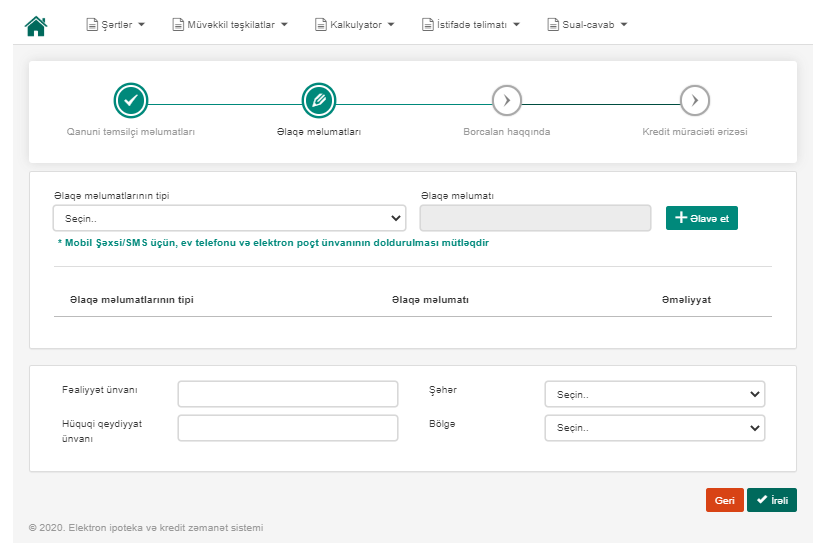 Şərtlər Müvəkkil təşkilatlar Kalkulyator İstifadə təlimatı Sual-cavab
Qanuni təmsilçi məlumatları Əlaqə məlumatları Borcalan haqqında Kredit müraciəti ərizəsi
Əlaqə məlumatlarının tipi Əlaqə məlumatı
Seçin.. Əlavə et
* Mobil Şəxsi/SMS üçün, ev telefonu və elektron poçt ünvanının doldurulması mütləqdir
Əlaqə məlumatlarının tipi Əlaqə məlumatı Əməliyyat
Fəaliyyət ünvanı Şəhər Seçin..
Hüquqi qeydiyyat Bölgə Seçin..
ünvanı
Geri İrəli
© 2020. Elektron ipoteka və kredit zəmanət sistemi